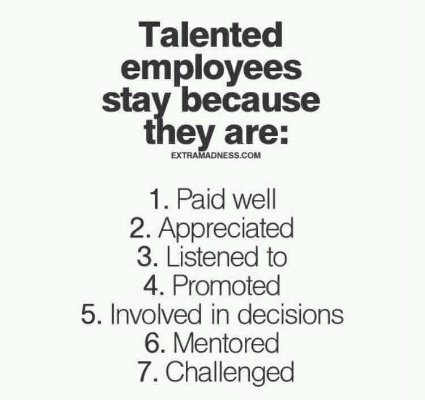 Talented
employees
stay because
they are:
EXTRAMADNESS.COM
1. Paid well
2. Appreciated
3. Listened to
4. Promoted
5. Involved in decisions
6. Mentored
7. Challenged